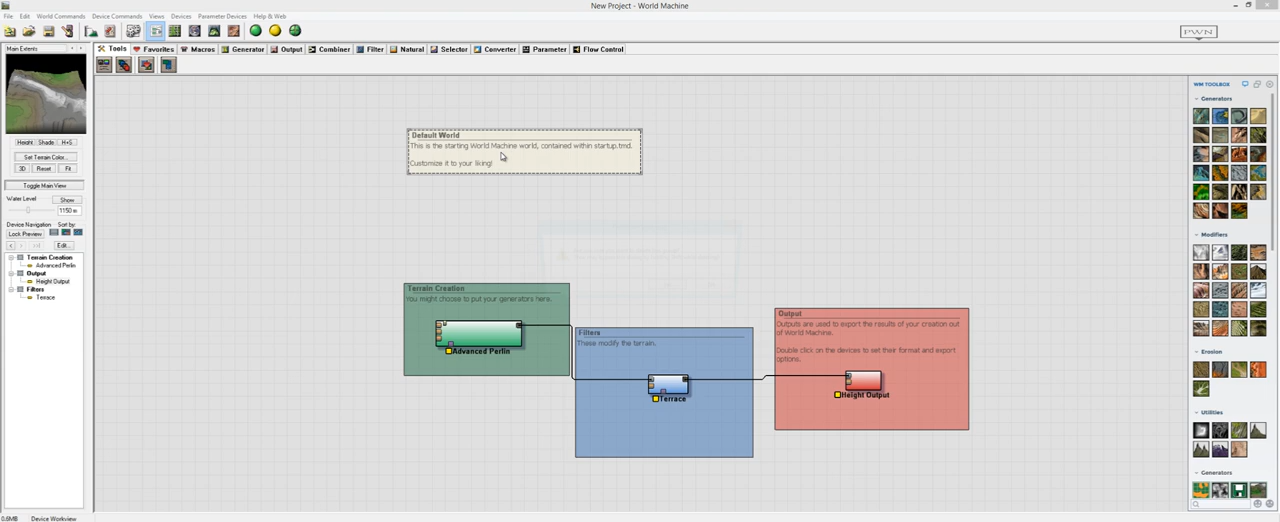 New Project - World Machine
File Edit World Commands Device Commands Views Devices Parameter Devices Help & Web
PWN
Main Extents
Tools Favorites Macros Generator Output Combiner Filter Natural Selector Converter Parameter Flow Control
WM TOOLBOX
Generators
Default World
This is the starting World Machine world, contained within startup.tmd.
Customize it to your liking!
Height Shade H+S
Set Terrain Color...
3D Reset Fit
Toggle Main View
Water Level Show
1150 m
Device Navigation Sort by:
Lock Preview
Edit...
Terrain Creation
Advanced Perlin
Output
Height Output
Filters
Terrace
Terrain Creation
You might choose to put your generators here.
Advanced Perlin
Filters
These modify the terrain.
Terrace
Output
Outputs are used to export the results of your creation out
of World Machine.
Double click on the devices to set their format and export
options.
Height Output
Modifiers
Erosion
Utilities
Generators
0.6MB Device Workview